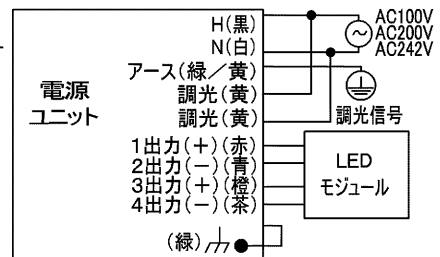 H(黒)
N(白)
アース(緑／黄)
調光(黄)
調光(黄)
1出力(＋)(赤)
2出力(－)(青)
3出力(＋)(橙)
4出力(－)(茶)
(緑)
電源
ユニット
AC100V
AC200V
AC242V
調光信号
LED
モジュール